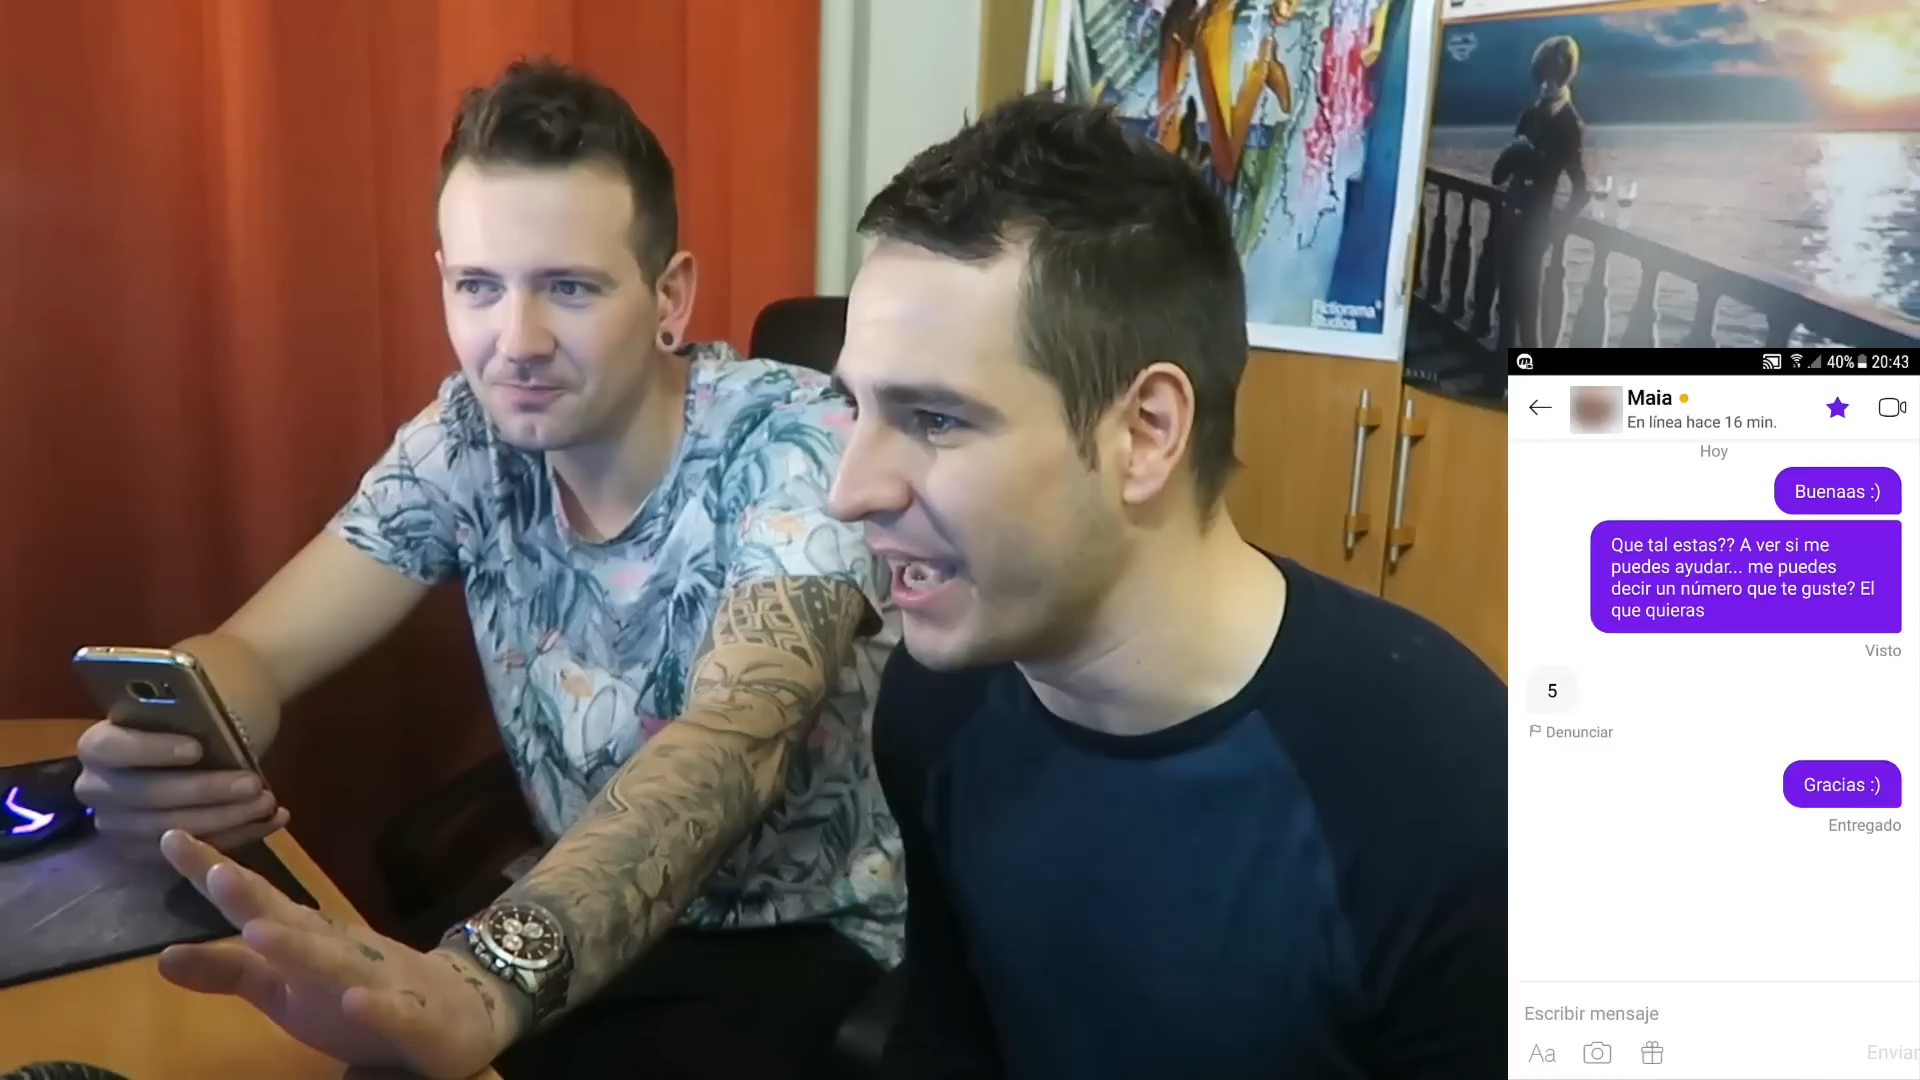 Fictiorama
Studios
40% 20:43
Maia
En línea hace 16 min.
Hoy
Buenaas :)
Que tal estas?? A ver si me
puedes ayudar... me puedes
decir un número que te guste? El
que quieras
Visto
5
Denunciar
Gracias :)
Entregado
Escribir mensaje
Aa
Enviar